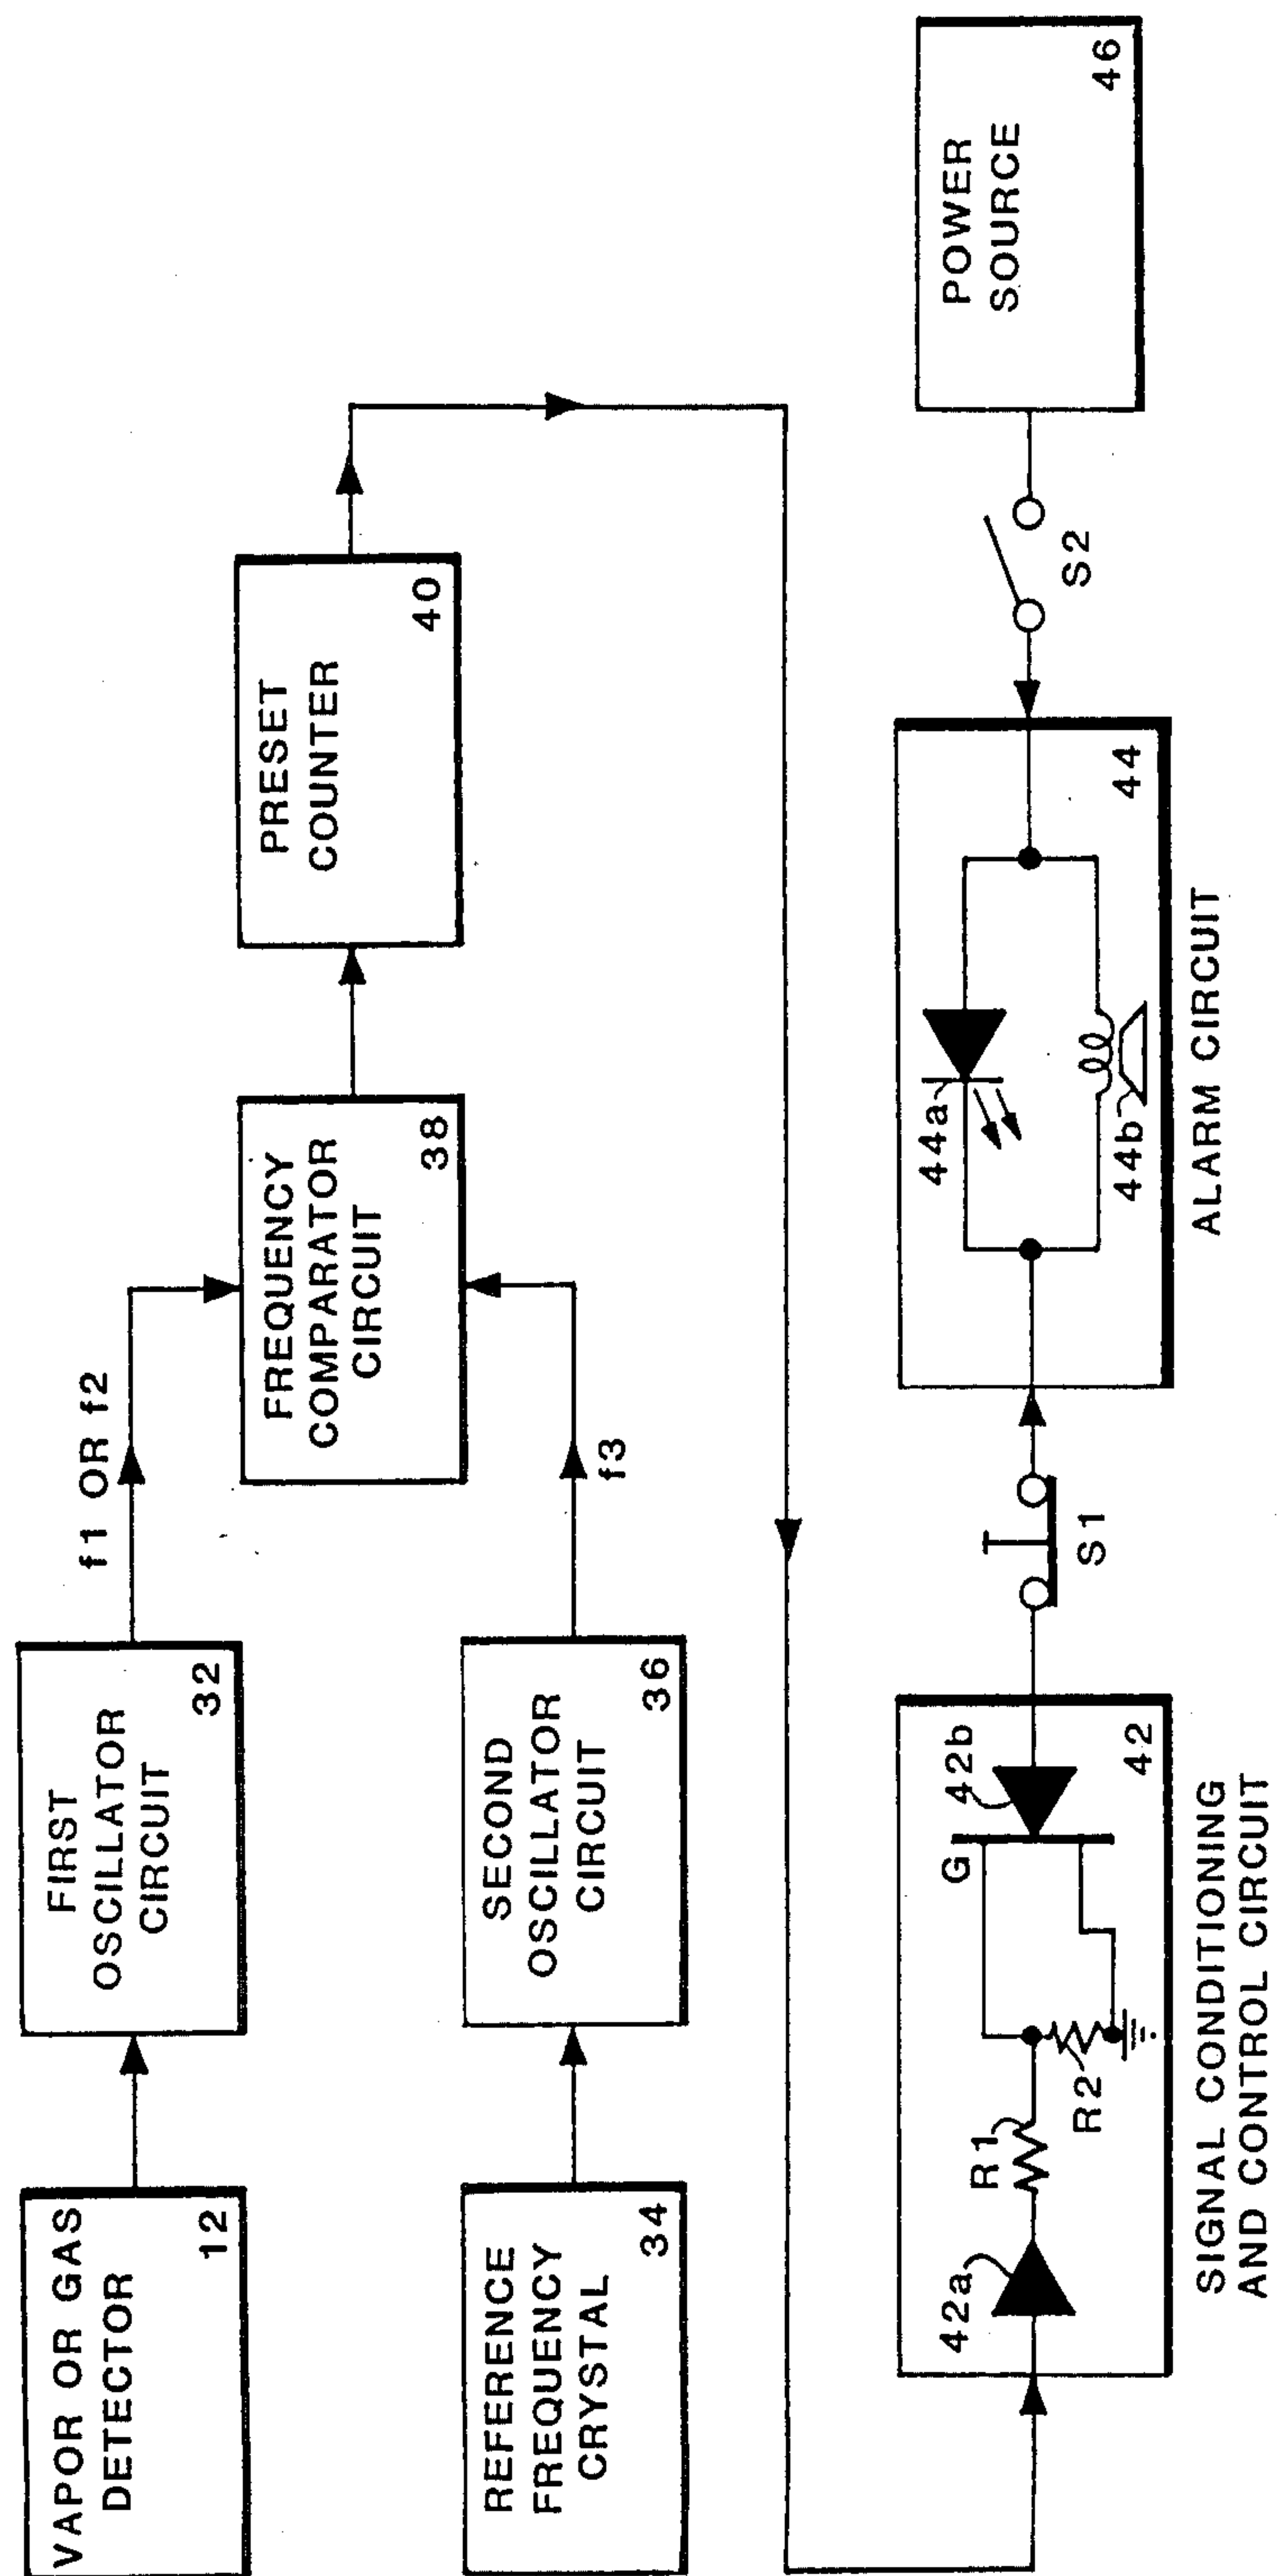 VAPOR OR GAS
DETECTOR
12
FIRST
OSCILLATOR
CIRCUIT
32
f1 OR f2
REFERENCE
FREQUENCY
CRYSTAL
34
SECOND
OSCILLATOR
CIRCUIT
36
f3
FREQUENCY
COMPARATOR
CIRCUIT
38
PRESET
COUNTER
40
42a
R1
R2
G
42b
42
SIGNAL CONDITIONING
AND CONTROL CIRCUIT
S1
44a
44b
44
ALARM CIRCUIT
S2
POWER
SOURCE
46